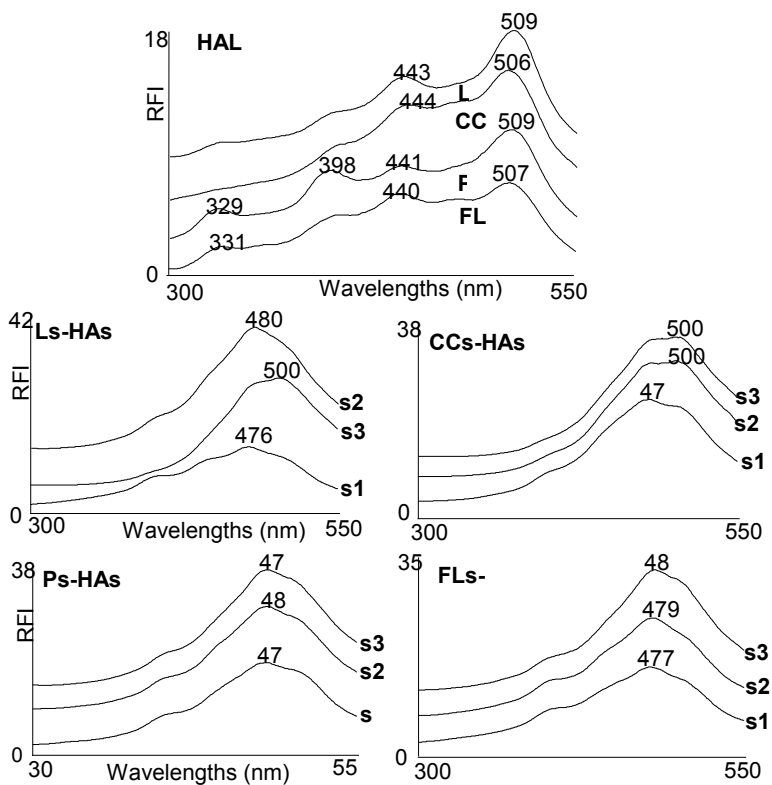 18
HAL
RFI
509
443
506
L
444
CC
509
398
441
F
507
440
FL
329
331
0
300
Wavelengths (nm)
550
42
Ls-HAs
RFI
480
500
s2
s3
476
s1
0
300
Wavelengths (nm)
550
38
CCs-HAs
500
500
s3
47
s2
s1
0
300
550
38
Ps-HAs
RFI
47
48
s3
s2
47
s
0
30
Wavelengths (nm)
55
35
FLs-
48
479
s3
477
s2
s1
0
300
550